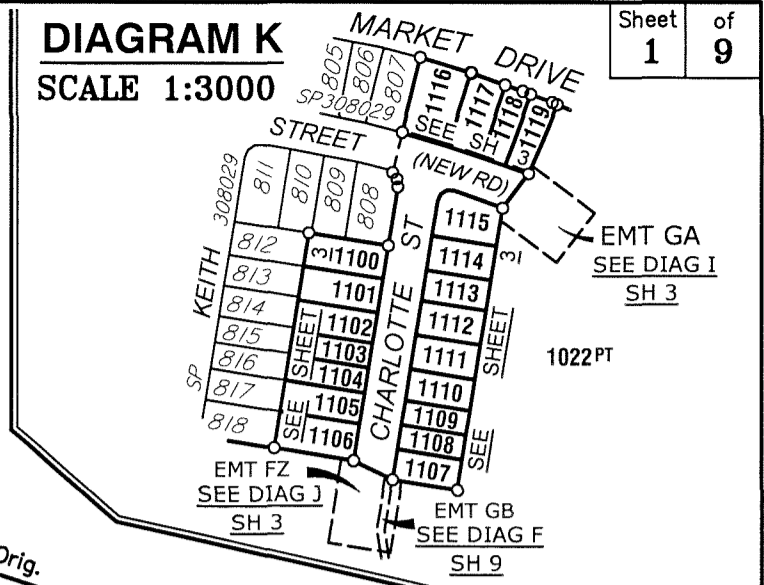 DIAGRAM K
SCALE 1:3000
Sheet of
1 9
MARKET DRIVE
805
806
807
SP308029
1116
1117
1118
1119
SEE SH 3
STREET
(NEW RD)
308029
811
810
809
808
812
813
814
815
816
817
818
KEITH
SP
3
1100
1101
1102
1103
1104
1105
1106
SEE SHEET
CHARLOTTE ST
1115
1114
1113
1112
1111
1110
1109
1108
1107
SEE SHEET 3
1022PT
EMT GA
SEE DIAG I
SH 3
EMT FZ
SEE DIAG J
SH 3
EMT GB
SEE DIAG F
SH 9
Orig.